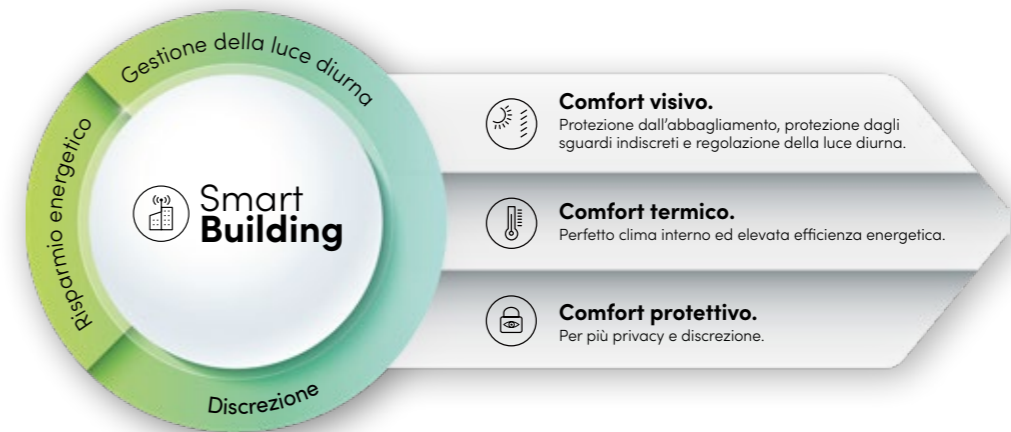 Gestione della luce diurna
Risparmio energetico
Discrezione
Smart
Building
Comfort visivo.
Protezione dall'abbagliamento, protezione dagli
sguardi indiscreti e regolazione della luce diurna.
Comfort termico.
Perfetto clima interno ed elevata efficienza energetica.
Comfort protettivo.
Per più privacy e discrezione.